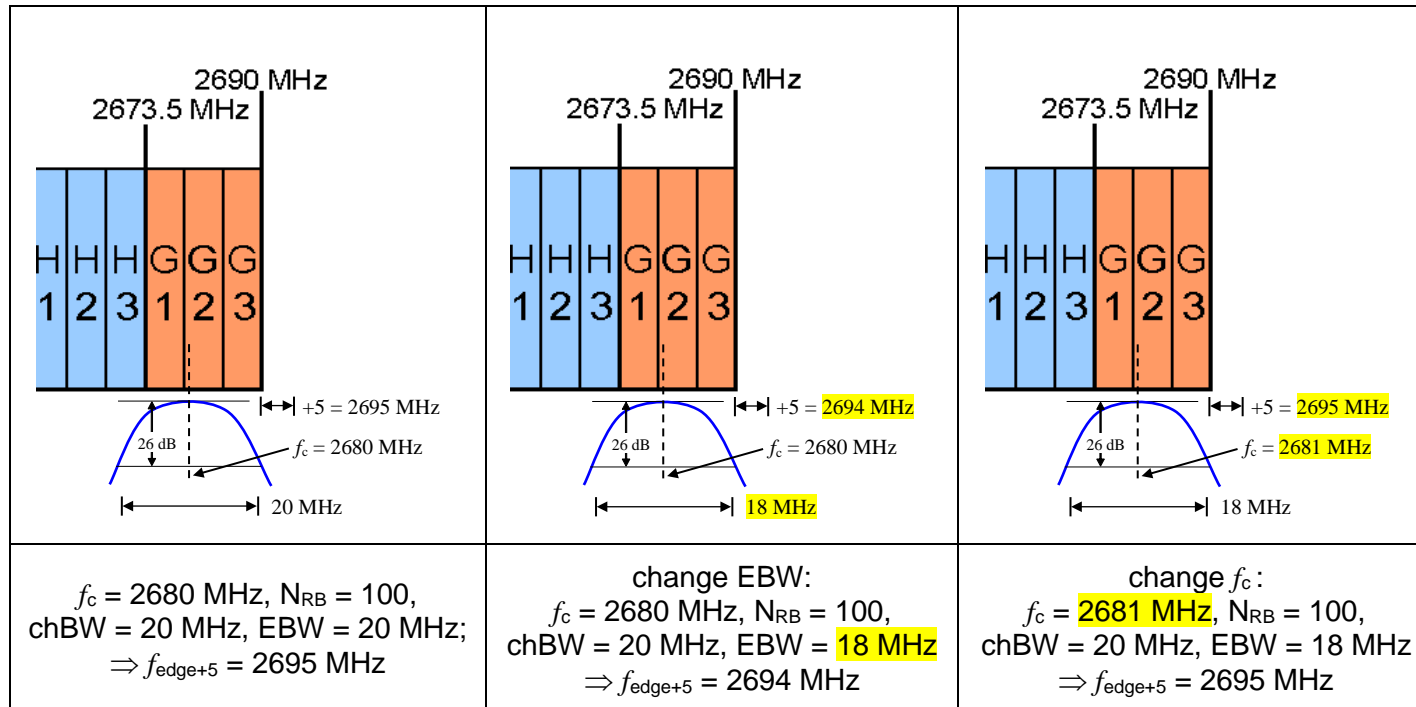 2690 MHz
2673.5 MHz
H H H G G G
1 2 3 1 2 3
+5 = 2695 MHz
26 dB
fc = 2680 MHz
20 MHz
fc = 2680 MHz, NRB = 100,
chBW = 20 MHz, EBW = 20 MHz;
⇒ fedge+5 = 2695 MHz
2690 MHz
2673.5 MHz
H H H G G G
1 2 3 1 2 3
+5 = 2694 MHz
26 dB
fc = 2680 MHz
18 MHz
change EBW:
fc = 2680 MHz, NRB = 100,
chBW = 20 MHz, EBW = 18 MHz
⇒ fedge+5 = 2694 MHz
2690 MHz
2673.5 MHz
H H H G G G
1 2 3 1 2 3
+5 = 2695 MHz
26 dB
fc = 2681 MHz
18 MHz
change fc :
fc = 2681 MHz, NRB = 100,
chBW = 20 MHz, EBW = 18 MHz
⇒ fedge+5 = 2695 MHz